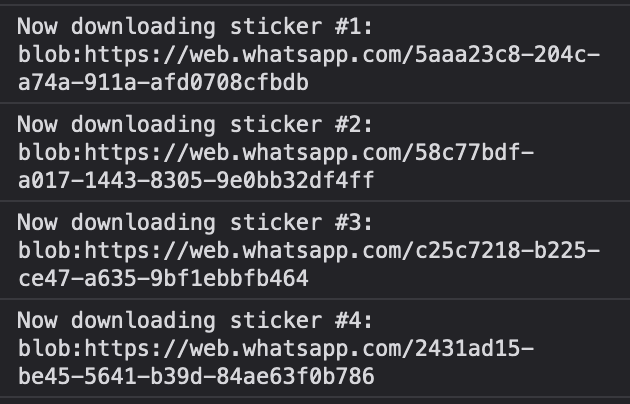 Now downloading sticker #1:
blob:https://web.whatsapp.com/5aaa23c8-204c-
a74a-911a-afd0708cfbdb
Now downloading sticker #2:
blob:https://web.whatsapp.com/58c77bdf-
a017-1443-8305-9e0bb32df4ff
Now downloading sticker #3:
blob:https://web.whatsapp.com/c25c7218-b225-
ce47-a635-9bf1ebbfb464
Now downloading sticker #4:
blob:https://web.whatsapp.com/2431ad15-
be45-5641-b39d-84ae63f0b786